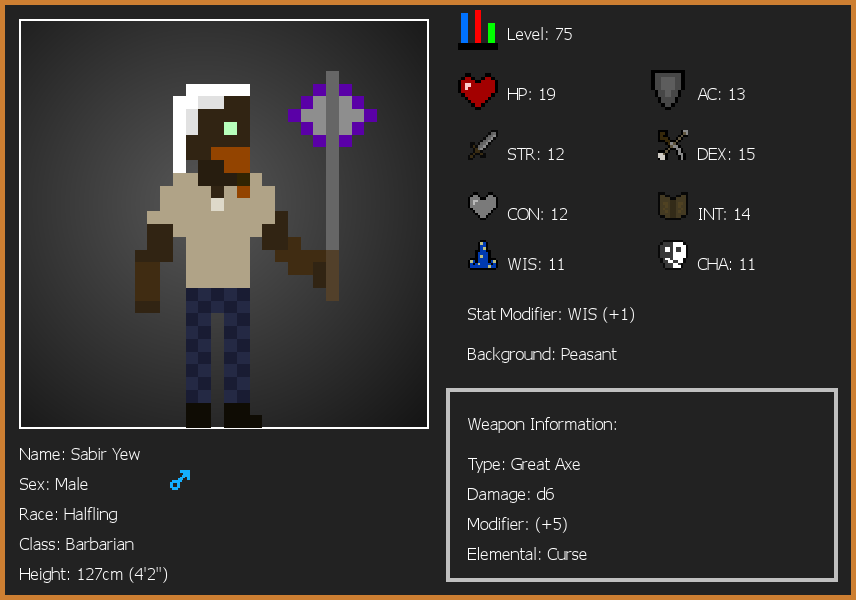 Level: 75
HP: 19
AC: 13
STR: 12
DEX: 15
CON: 12
INT: 14
WIS: 11
CHA: 11
Stat Modifier: WIS (+1)
Background: Peasant
Weapon Information:
Type: Great Axe
Damage: d6
Modifier: (+5)
Elemental: Curse
Name: Sabir Yew
Sex: Male
Race: Halfling
Class: Barbarian
Height: 127cm (4'2")